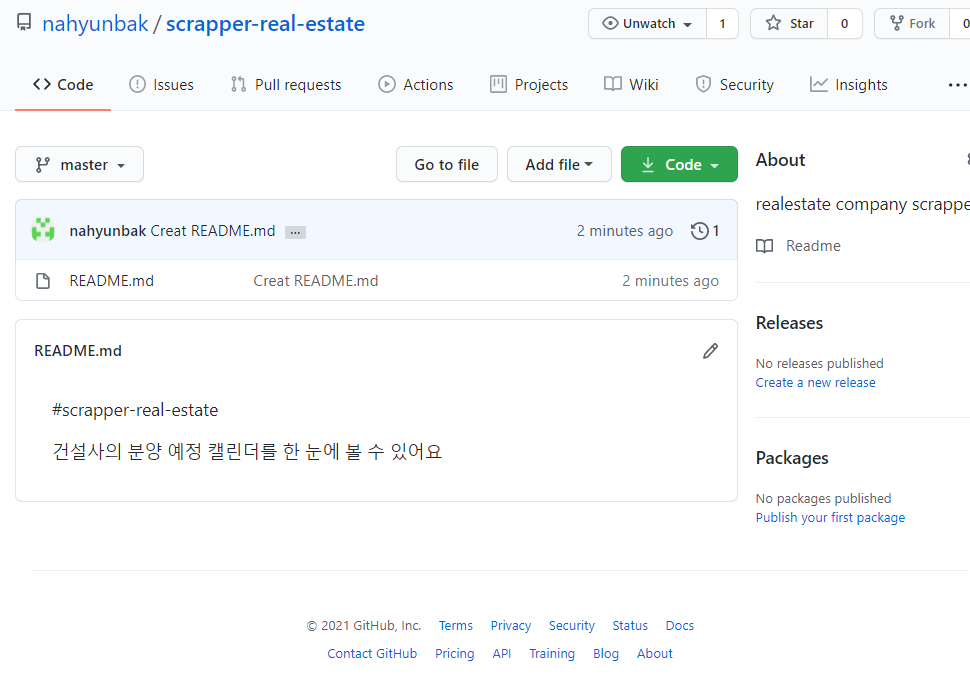 nahyunbak / scrapper-real-estate
Unwatch 1 Star 0 Fork 0
Code Issues Pull requests Actions Projects Wiki Security Insights ...
master Go to file Add file Code
About
realestate company scrappe
Readme
nahyunbak Creat README.md ... 2 minutes ago 1
README.md Creat README.md 2 minutes ago
Releases
No releases published
Create a new release
README.md
#scrapper-real-estate
건설사의 분양 예정 캘린더를 한 눈에 볼 수 있어요
Packages
No packages published
Publish your first package
© 2021 GitHub, Inc. Terms Privacy Security Status Docs
Contact GitHub Pricing API Training Blog About